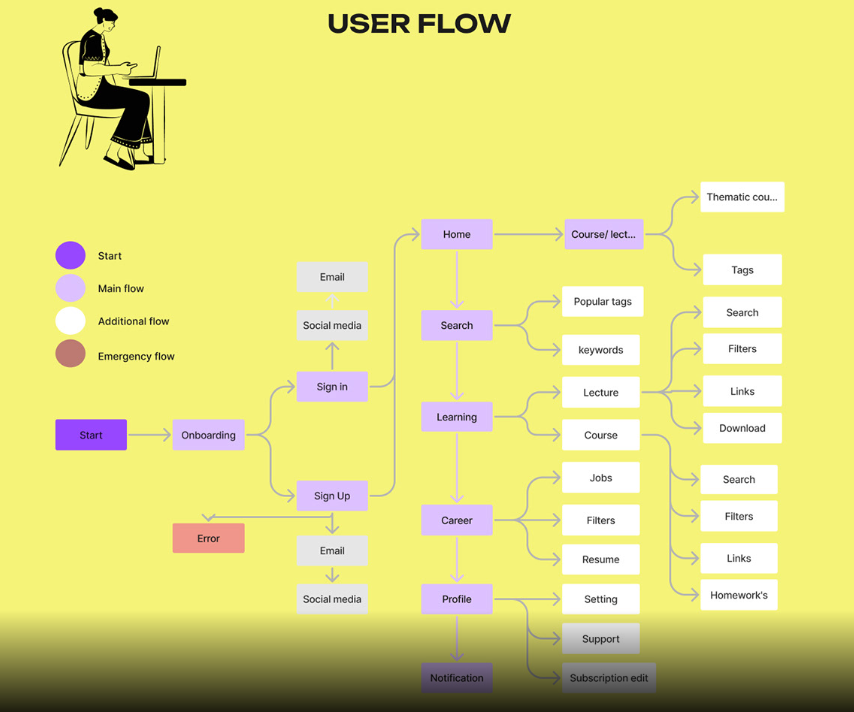 USER FLOW
Start
Main flow
Additional flow
Emergency flow
Start
Onboarding
Email
Social media
Sign in
Sign Up
Error
Email
Social media
Home
Search
Learning
Career
Profile
Notification
Course/ lect...
Popular tags
keywords
Lecture
Course
Jobs
Filters
Resume
Setting
Support
Subscription edit
Thematic cou...
Tags
Search
Filters
Links
Download
Search
Filters
Links
Homework's